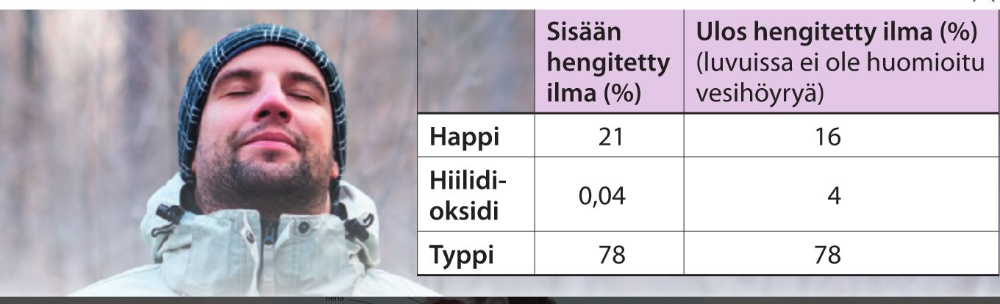 Sisään hengitetty ilma (%)
Ulos hengitetty ilma (%)
(luvuissa ei ole huomioitu
vesihöyryä)
Happi 21 16
Hiilidi-
oksidi 0,04 4
Typpi 78 78
nenä